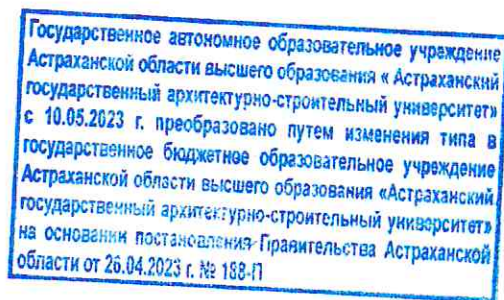 Государственное автономное образовательное учреждение
Астраханской области высшего образования « Астраханский
государственный архитектурно-строительный университет»
с 10.05.2023 г. преобразовано путем изменения типа в
государственное бюджетное образовательное учреждение
Астраханской области высшего образования «Астраханский
государственный архитектурно-строительный университет»
на основании постановления Правительства Астраханской
области от 26.04.2023 г. № 188-П